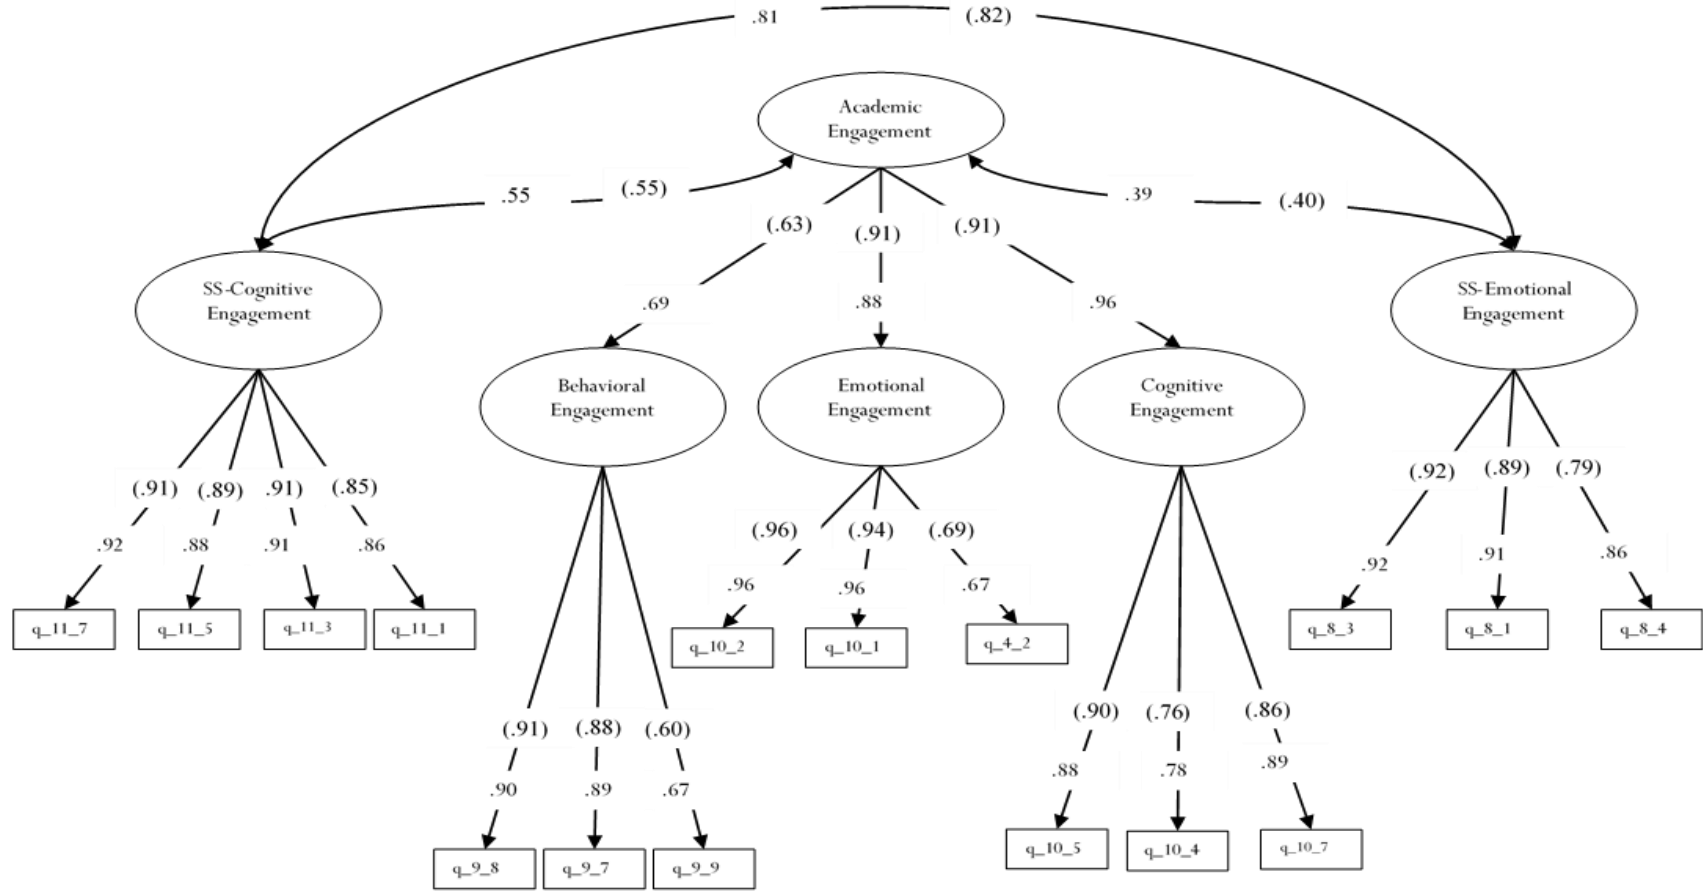 .81 (.82)
Academic
Engagement
.55 (.55)
.39 (.40)
(.63) (.91) (.91)
SS-Cognitive
Engagement
SS-Emotional
Engagement
.69 .88 .96
Behavioral
Engagement
Emotional
Engagement
Cognitive
Engagement
(.91) (.89) .91) (.85)
.92 .88 .91 .86
(.96) (.94) (.69)
.96 .96 .67
(.92) (.89) (.79)
.92 .91 .86
q_11_7 q_11_5 q_11_3 q_11_1
q_10_2 q_10_1 q_4_2
q_8_3 q_8_1 q_8_4
(.91) (.88) (.60)
.90 .89 .67
(.90) (.76) (.86)
.88 .78 .89
q_9_8 q_9_7 q_9_9
q_10_5 q_10_4 q_10_7